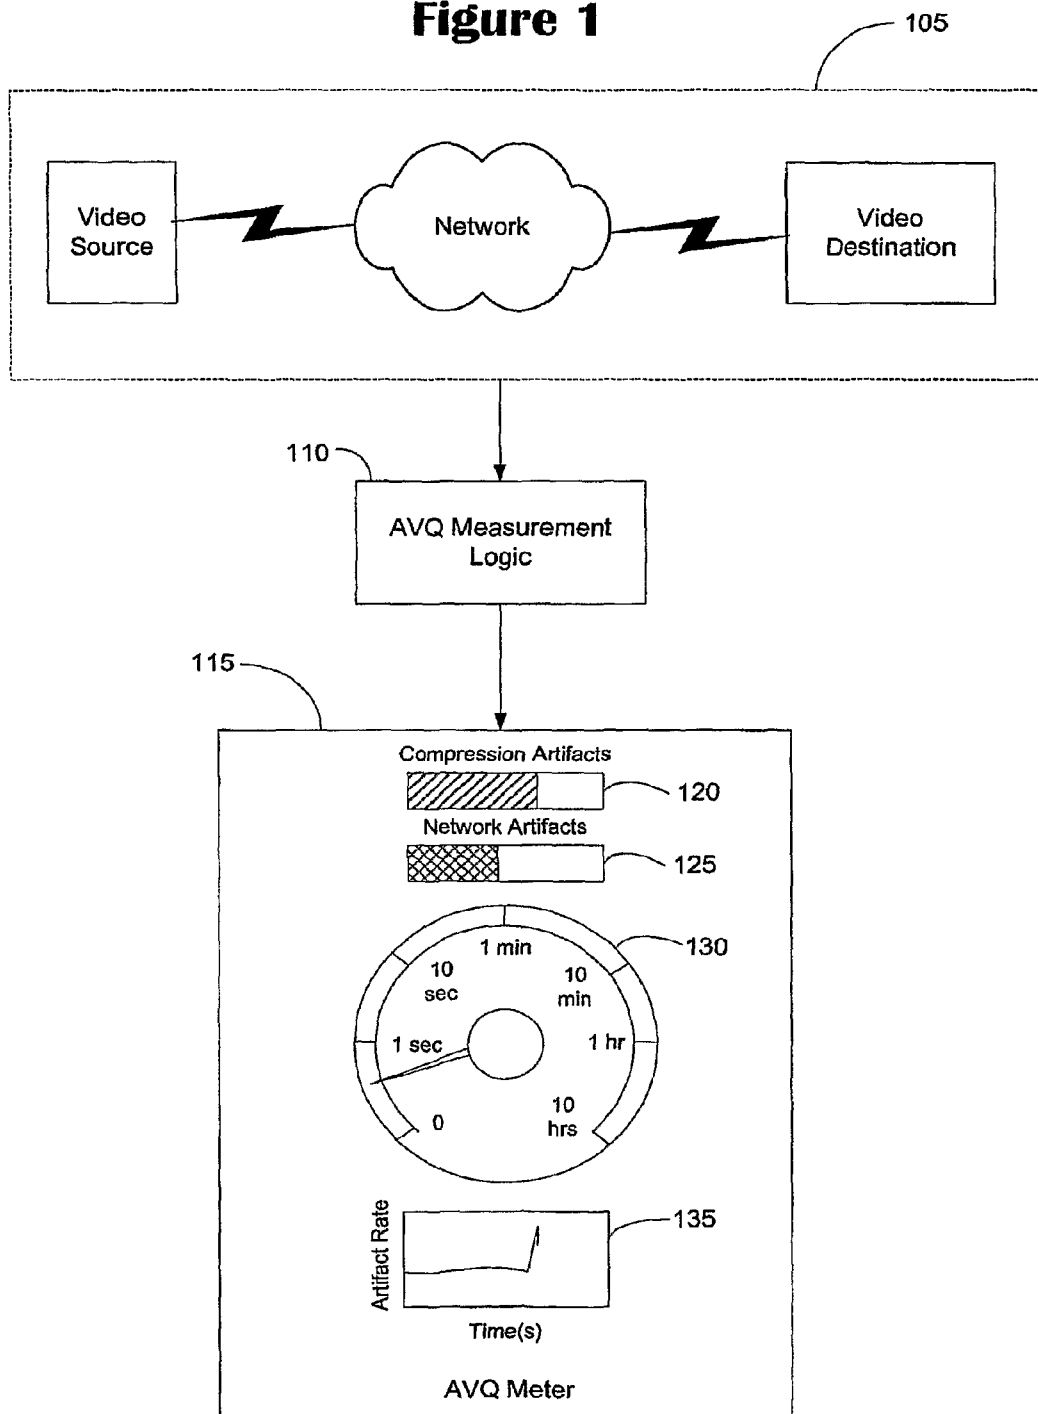 Figure 1
105
Video
Source
Network
Video
Destination
110
AVQ Measurement
Logic
115
Compression Artifacts
120
Network Artifacts
125
130
1 min
10
sec
10
min
1 sec
1 hr
0
10
hrs
135
Artifact Rate
Time(s)
AVQ Meter